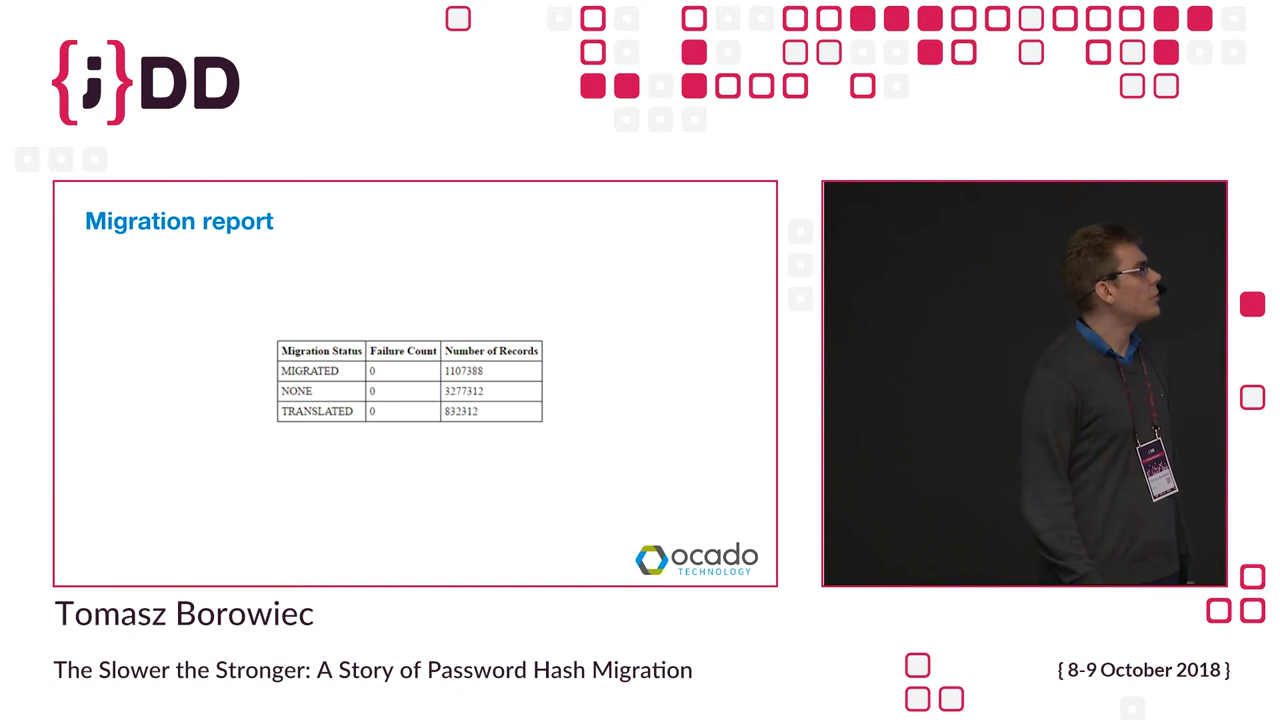 {j}DD
Migration report
Migration Status Failure Count Number of Records
MIGRATED 0 1107388
NONE 0 3277312
TRANSLATED 0 832312
ocado
TECHNOLOGY
Tomasz Borowiec
The Slower the Stronger: A Story of Password Hash Migration
{ 8-9 October 2018 }